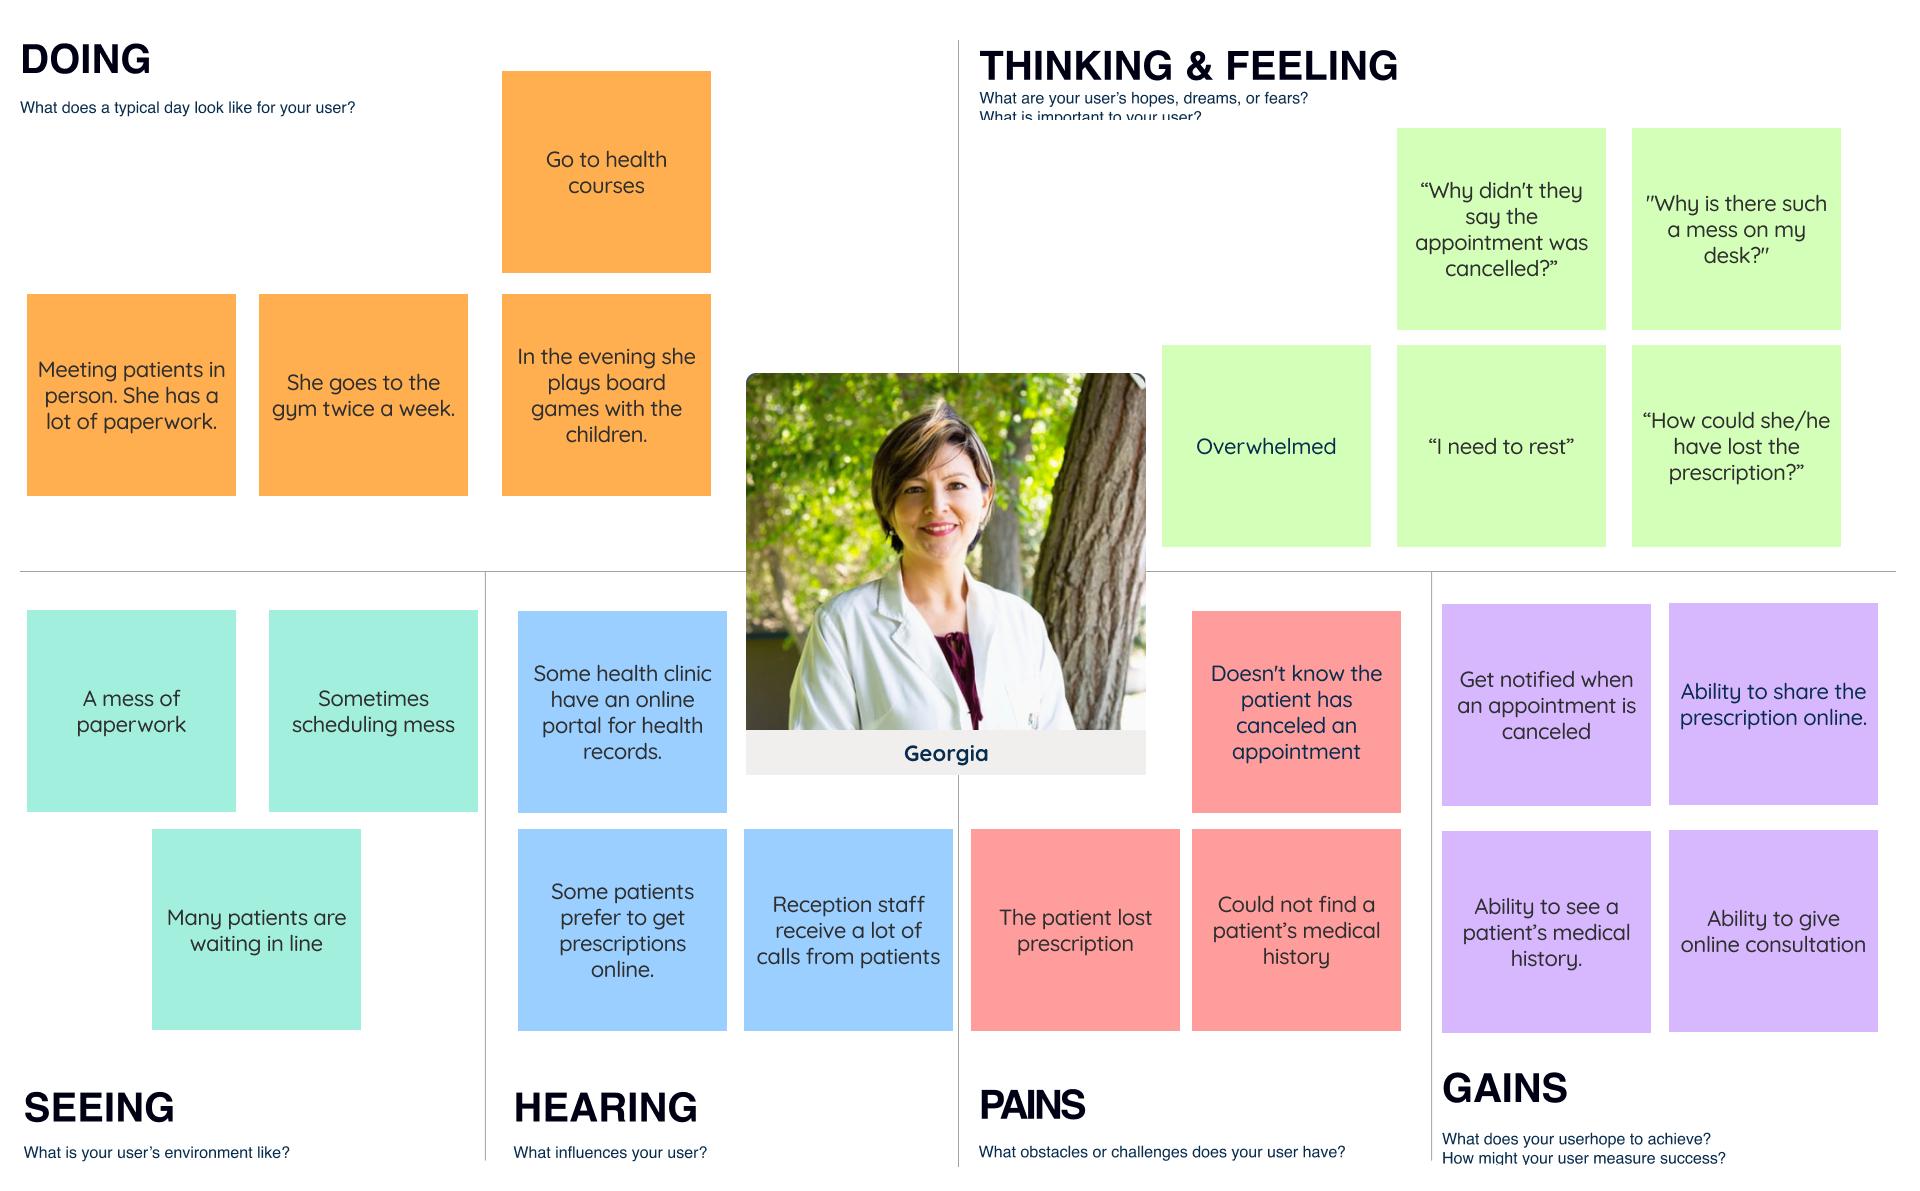 DOING
What does a typical day look like for your user?
Go to health
courses
Meeting patients in
person. She has a
lot of paperwork.
She goes to the
gym twice a week.
In the evening she
plays board
games with the
children.
THINKING & FEELING
What are your user’s hopes, dreams, or fears?
What is important to your user?
“Why didn't they
say the
appointment was
cancelled?”
"Why is there such
a mess on my
desk?"
Overwhelmed
“I need to rest”
“How could she/he
have lost the
prescription?”
Georgia
A mess of
paperwork
Sometimes
scheduling mess
Many patients are
waiting in line
SEEING
What is your user’s environment like?
Some health clinic
have an online
portal for health
records.
Some patients
prefer to get
prescriptions
online.
Reception staff
receive a lot of
calls from patients
HEARING
What influences your user?
Doesn't know the
patient has
canceled an
appointment
The patient lost
prescription
Could not find a
patient’s medical
history
PAINS
What obstacles or challenges does your user have?
Get notified when
an appointment is
canceled
Ability to share the
prescription online.
Ability to see a
patient’s medical
history.
Ability to give
online consultation
GAINS
What does your userhope to achieve?
How might your user measure success?